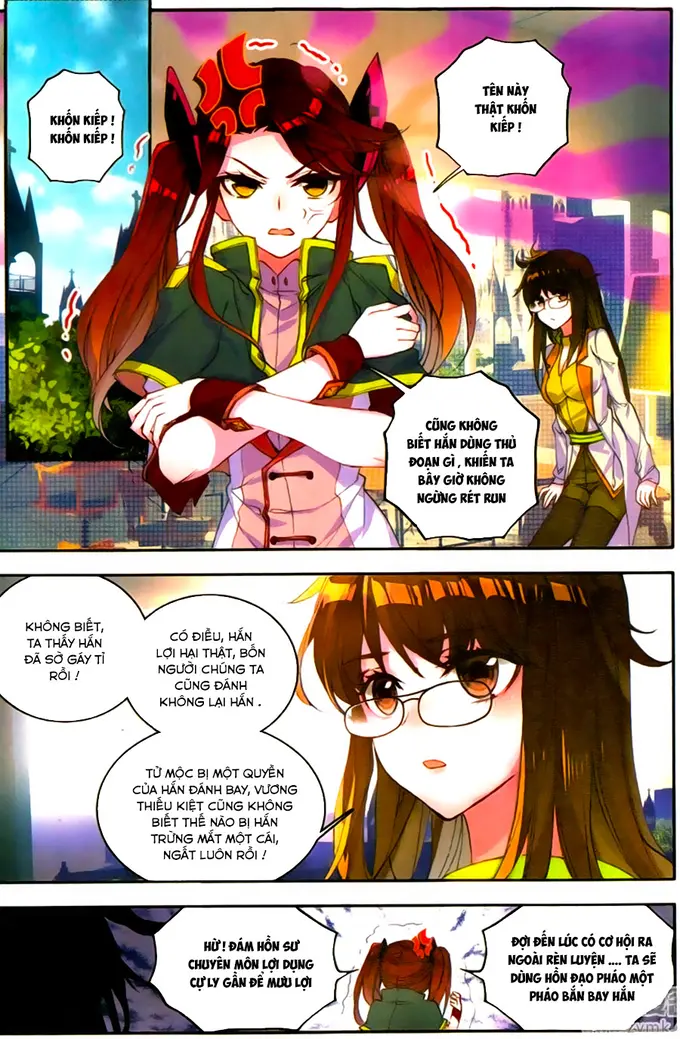 KHỐN KIẾP !
KHỐN KIẾP !
TÊN NÀY
THẬT KHỐN
KIẾP !
CŨNG KHÔNG
BIẾT HẮN DÙNG THỦ
ĐOẠN GÌ , KHIẾN TA
BÂY GIỜ KHÔNG
NGỪNG RÉT RUN
KHÔNG BIẾT,
TA THẤY HẮN
ĐÃ SỜ GÁY TỈ
RỒI !
CÓ ĐIỀU, HẮN
LỢI HẠI THẬT, BỐN
NGƯỜI CHÚNG TA
CŨNG ĐÁNH
KHÔNG LẠI HẮN .
TỬ MỘC BỊ MỘT QUYỀN
CỦA HẮN ĐÁNH BAY, VƯƠNG
THIẾU KIỆT CŨNG KHÔNG
BIẾT THẾ NÀO BỊ HẮN
TRỪNG MẮT MỘT CÁI,
NGẤT LUÔN RỒI !
HỪ ! ĐÁM HỒN SƯ
CHUYÊN MÔN LỢI DỤNG
CỰ LY GẦN ĐỂ MƯU LỢI
ĐỢI ĐẾN LÚC CÓ CƠ HỘI RA
NGOÀI RÈN LUYỆN .... TA SẼ
DÙNG HỒN ĐẠO PHÁO MỘT
PHÁO BẮN BAY HẮN